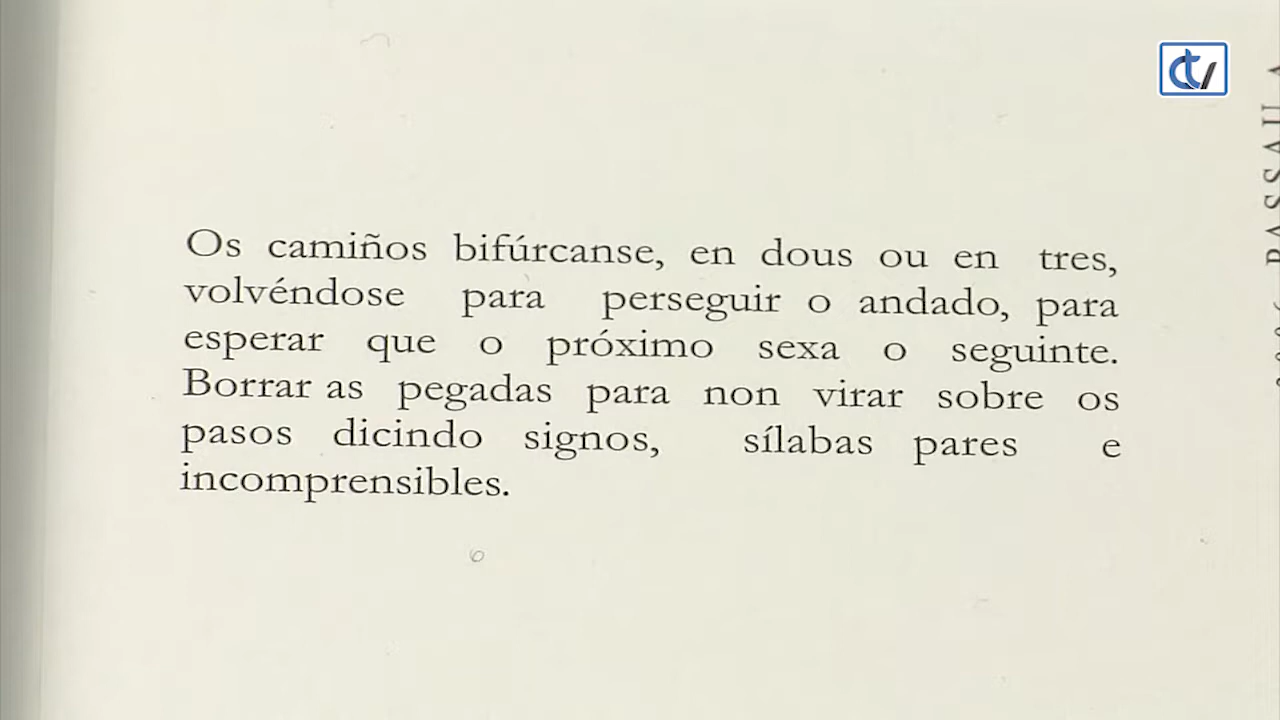 Os camiños bifúrcanse, en dous ou en tres,
volvéndose para perseguir o andado, para
esperar que o próximo sexa o seguinte.
Borrar as pegadas para non virar sobre os
pasos dicindo signos, sílabas pares e
incomprensibles.